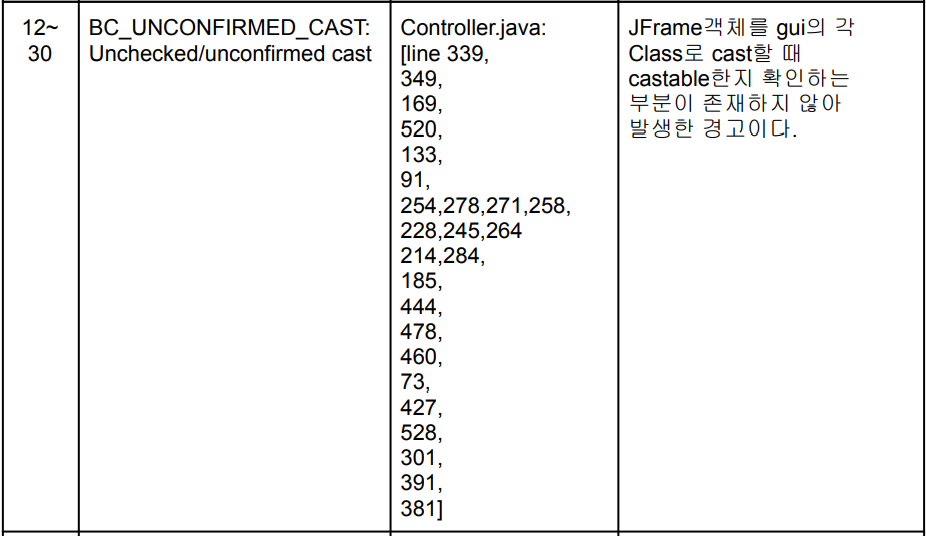 12~
30
BC_UNCONFIRMED_CAST:
Unchecked/unconfirmed cast
Controller.java:
[line 339,
349,
169,
520,
133,
91,
254,278,271,258,
228,245,264
214,284,
185,
444,
478,
460,
73,
427,
528,
301,
391,
381]
JFrame객체를 gui의 각
Class로 cast할 때
castable한지 확인하는
부분이 존재하지 않아
발생한 경고이다.